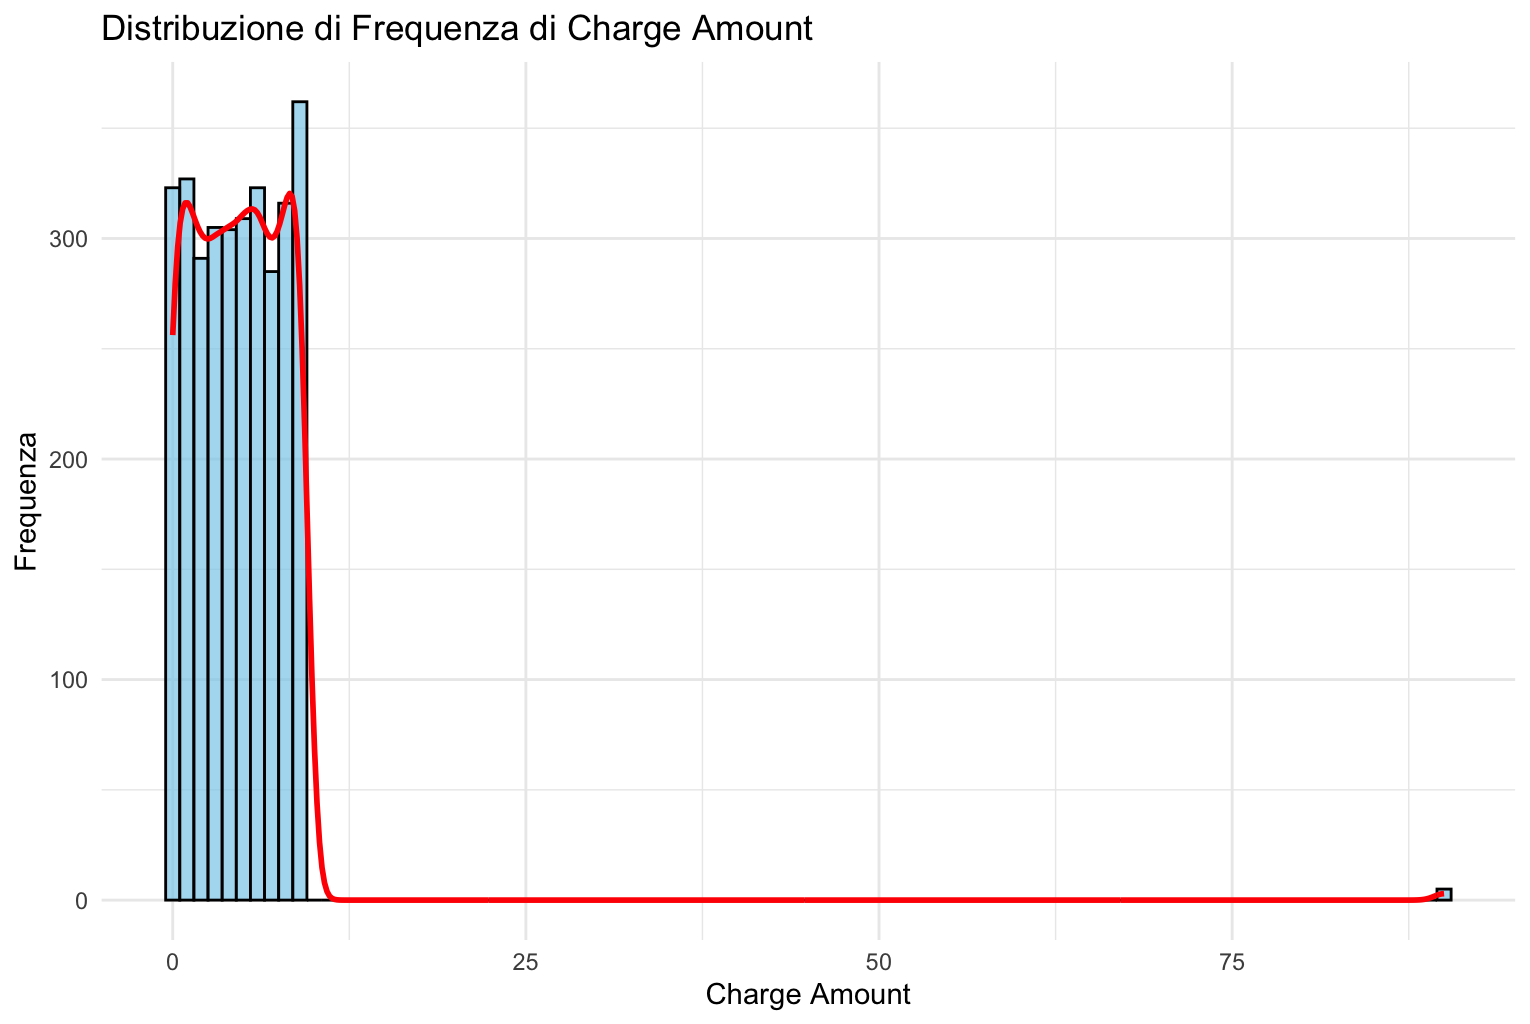 Distribuzione di Frequenza di Charge Amount
Frequenza
300
200
100
0
0 25 50 75
Charge Amount